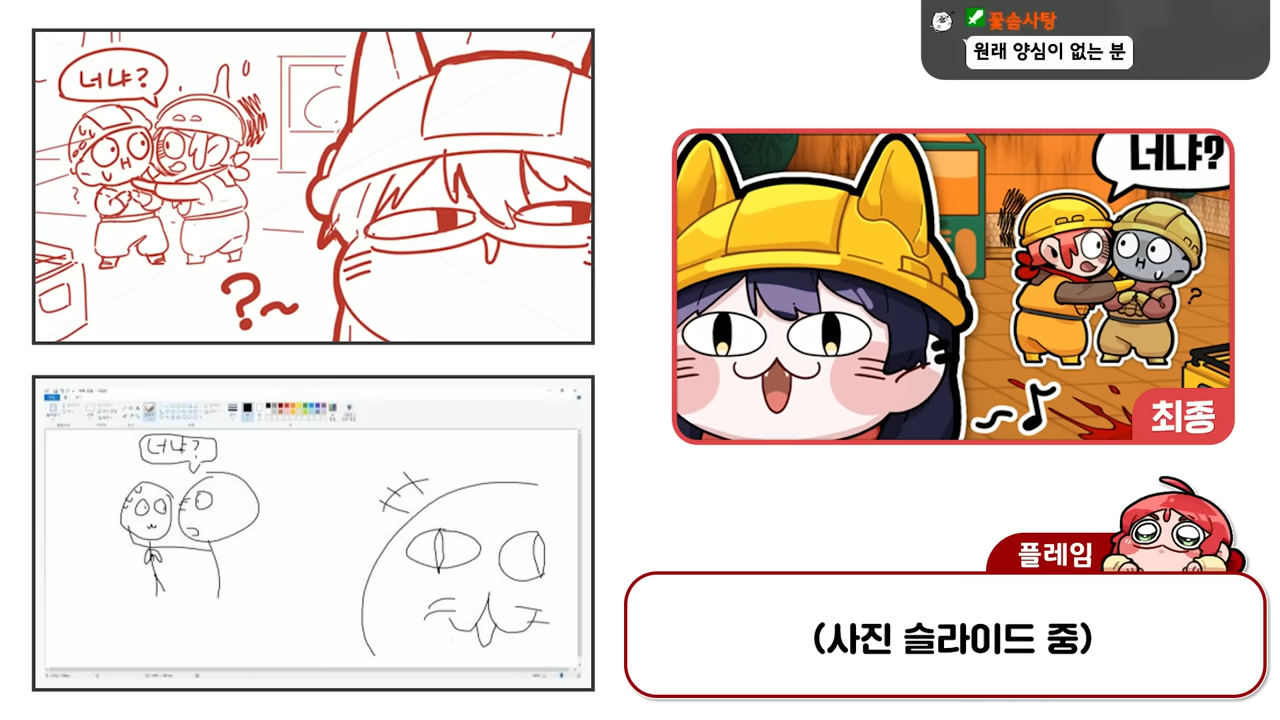 너냐?
?~
꽃솜사탕
원래 양심이 없는 분
너냐?
?
최종
너냐?
플레임
(사진 슬라이드 중)